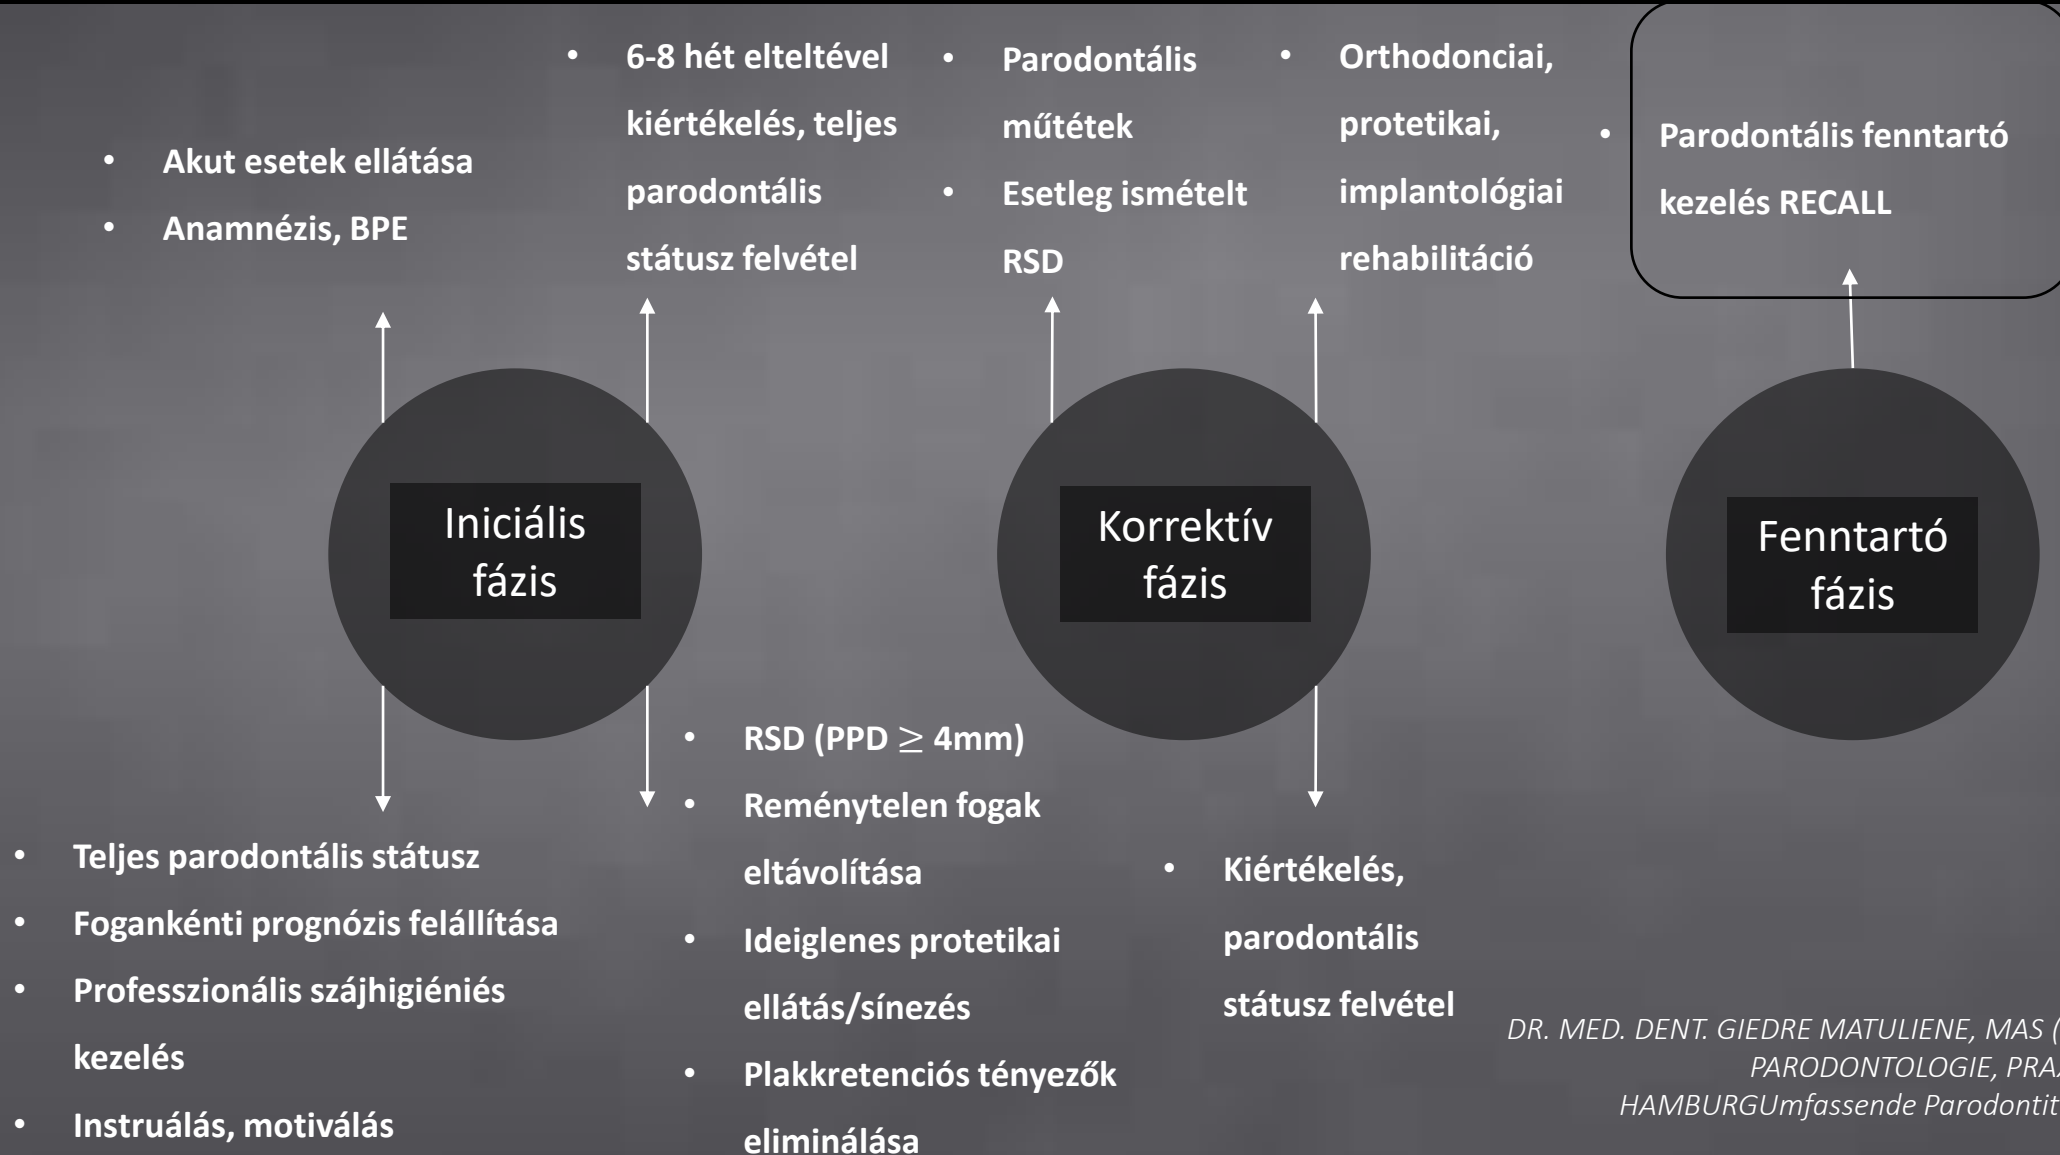 • Akut esetek ellátása
• Anamnézis, BPE
• 6-8 hét elteltével
kiértékelés, teljes
parodontális
státusz felvétel
• Parodontális
műtétek
• Esetleg ismételt
RSD
• Orthodonciai,
protetikai,
implantológiai
rehabilitáció
• Parodontális fenntartó
kezelés RECALL
Iniciális
fázis
Korrektív
fázis
Fenntartó
fázis
• Teljes parodontális státusz
• Fogankénti prognózis felállítása
• Professzionális szájhigiéniés
kezelés
• Instruálás, motiválás
• RSD (PPD ≥ 4mm)
• Reménytelen fogak
eltávolítása
• Ideiglenes protetikai
ellátás/sínezés
• Plakkretenciós tényezők
eliminálása
• Kiértékelés,
parodontális
státusz felvétel
DR. MED. DENT. GIEDRE MATULIENE, MAS (
PARODONTOLOGIE,
HAMBURGUmfassende